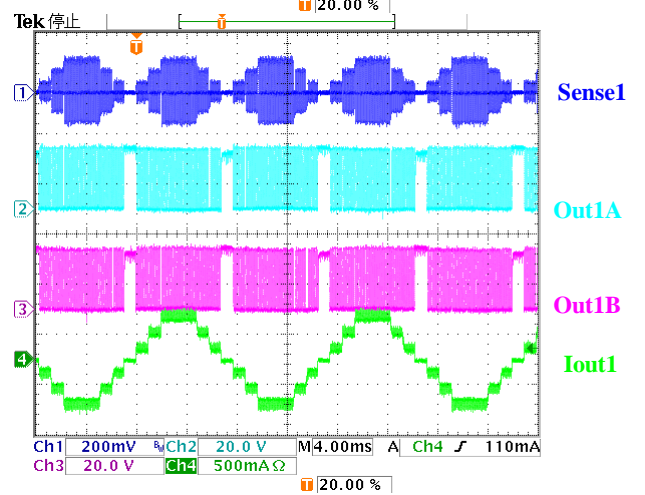 T 20.00 %
Tek 停止
T
T
1
Sense1
2
Out1A
3
Out1B
4
Iout1
Ch1 200mV BW Ch2 20.0 V M 4.00ms A Ch4 110mA
Ch3 20.0 V Ch4 500mA Ω
T 20.00 %